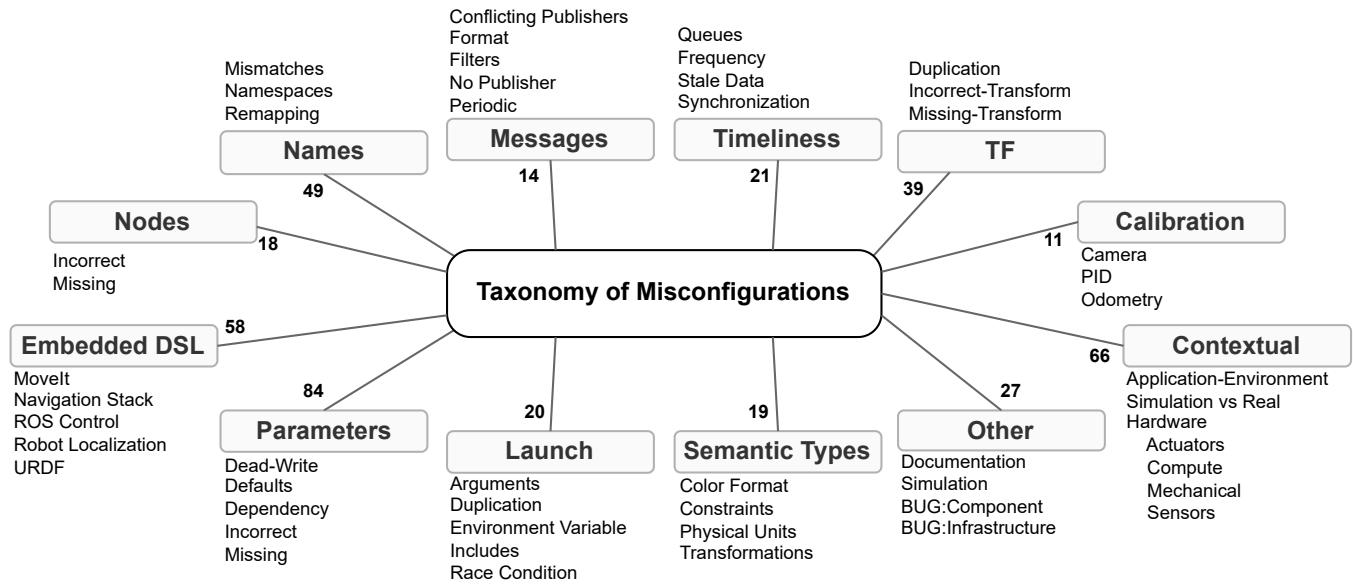 Conflicting Publishers
Format
Filters
No Publisher
Periodic
Messages
14
Queues
Frequency
Stale Data
Synchronization
Timeliness
21
Mismatches
Namespaces
Remapping
Names
49
Duplication
Incorrect-Transform
Missing-Transform
TF
39
Nodes
18
Incorrect
Missing
Calibration
11
Camera
PID
Odometry
Taxonomy of Misconfigurations
Embedded DSL
58
MoveIt
Navigation Stack
ROS Control
Robot Localization
URDF
Contextual
66
Application-Environment
Simulation vs Real
Hardware
Actuators
Compute
Mechanical
Sensors
84
Parameters
Dead-Write
Defaults
Dependency
Incorrect
Missing
20
Launch
Arguments
Duplication
Environment Variable
Includes
Race Condition
19
Semantic Types
Color Format
Constraints
Physical Units
Transformations
27
Other
Documentation
Simulation
BUG:Component
BUG:Infrastructure